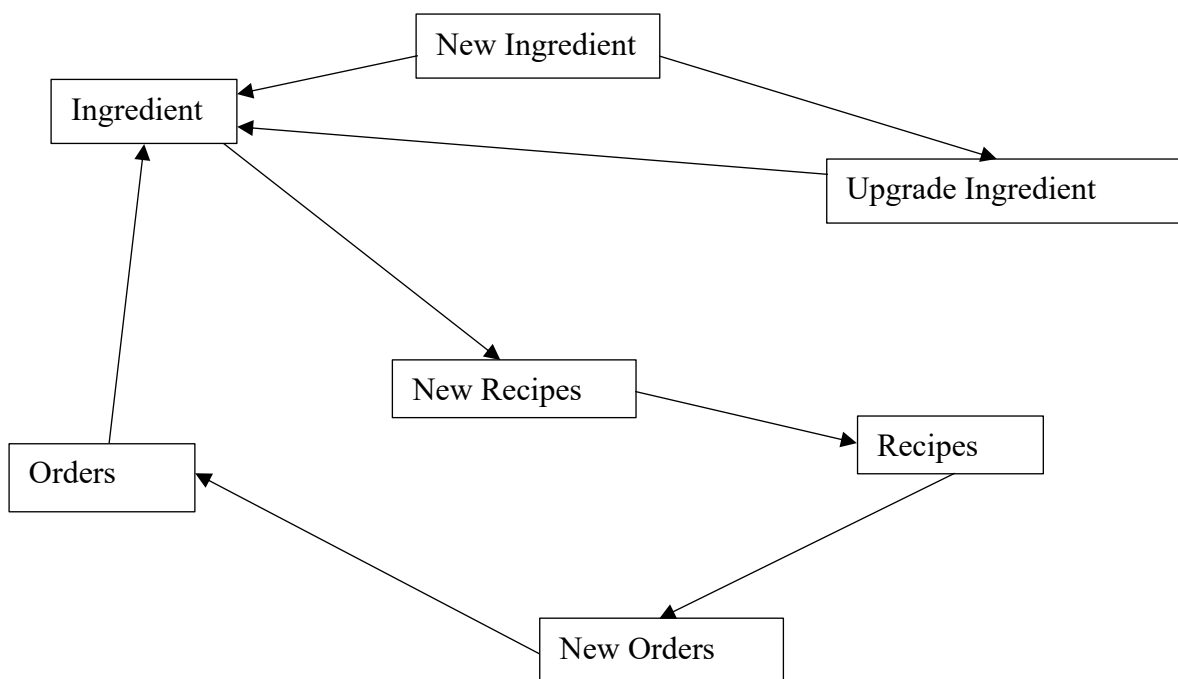 New Ingredient
Ingredient
Upgrade Ingredient
New Recipes
Recipes
Orders
New Orders